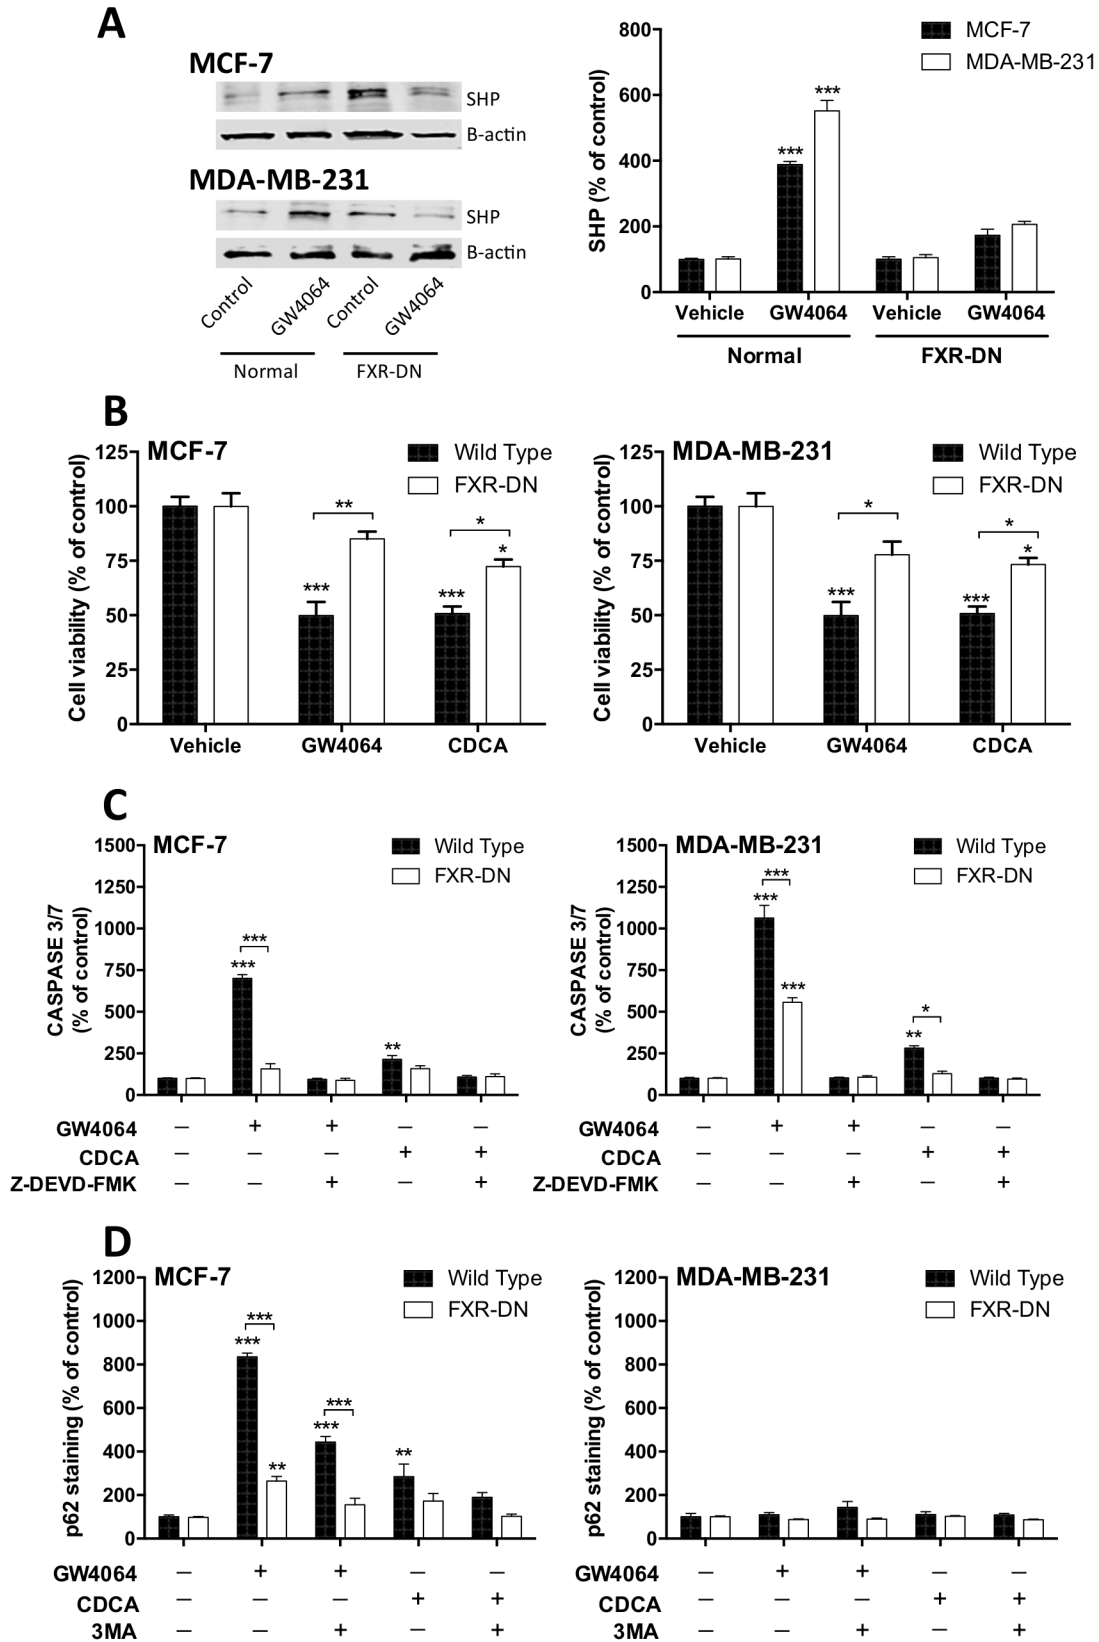 A
MCF-7
SHP
B-actin
MDA-MB-231
SHP
B-actin
Control
GW4064
Control
GW4064
Normal
FXR-DN
SHP (% of control)
800
600
400
200
0
MCF-7
MDA-MB-231
***
***
Vehicle
GW4064
Vehicle
GW4064
Normal
FXR-DN
B
MCF-7
Wild Type
FXR-DN
Cell viability (% of control)
125
100
75
50
25
0
***
**
***
*
*
Vehicle
GW4064
CDCA
MDA-MB-231
Wild Type
FXR-DN
Cell viability (% of control)
125
100
75
50
25
0
***
*
***
*
*
Vehicle
GW4064
CDCA
C
MCF-7
Wild Type
FXR-DN
CASPASE 3/7
(% of control)
1500
1250
1000
750
500
250
0
***
***
**
GW4064 – + + – –
CDCA – – – + +
Z-DEVD-FMK – – + – +
MDA-MB-231
Wild Type
FXR-DN
CASPASE 3/7
(% of control)
1500
1250
1000
750
500
250
0
***
***
***
*
**
GW4064 – + + – –
CDCA – – – + +
Z-DEVD-FMK – – + – +
D
MCF-7
Wild Type
FXR-DN
p62 staining (% of control)
1200
1000
800
600
400
200
0
***
***
**
***
***
**
GW4064 – + + – –
CDCA – – – + +
3MA – – + – +
MDA-MB-231
Wild Type
FXR-DN
p62 staining (% of control)
1200
1000
800
600
400
200
0
GW4064 – + + – –
CDCA – – – + +
3MA – – + – +